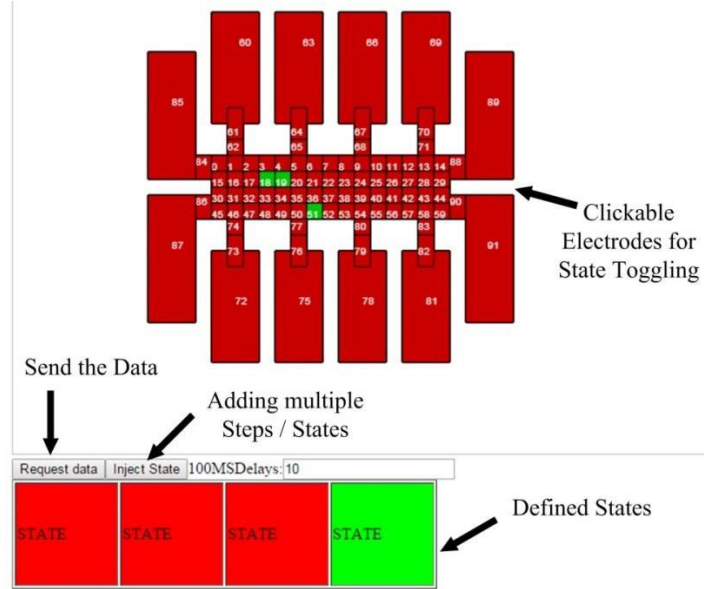 60 63 66 69
85 89
61 64 67 70
62 65 68 71
84 0 1 2 3 4 5 6 7 8 9 10 11 12 13 14 88
15 16 17 18 19 20 21 22 23 24 25 26 27 28 29
86 30 31 32 33 34 35 36 37 38 39 40 41 42 43 44 90
45 46 47 48 49 50 51 52 53 54 55 56 57 58 59
74 77 80 83
87 91
73 76 79 82
72 75 78 81
Clickable
Electrodes for
State Toggling
Send the Data
Adding multiple
Steps / States
Request data Inject State 100MSDelays: 10
STATE STATE STATE STATE
Defined States